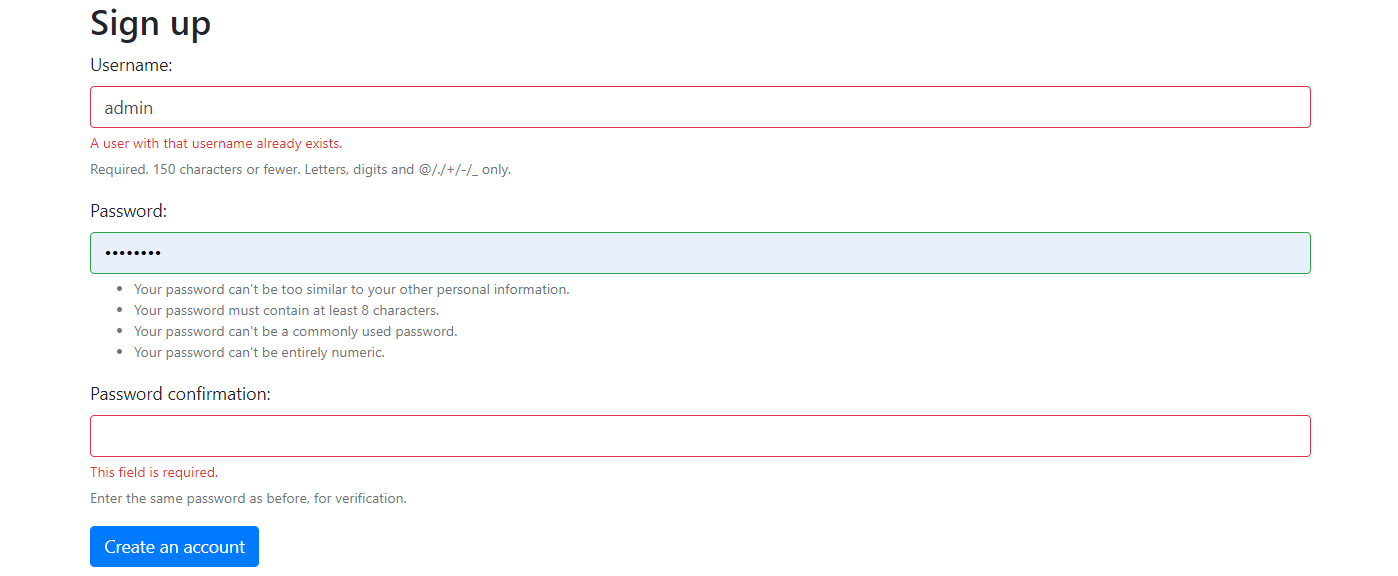 Sign up
Username:
admin
A user with that username already exists.
Required. 150 characters or fewer. Letters, digits and @/./+/-/_ only.
Password:
••••••••
• Your password can't be too similar to your other personal information.
• Your password must contain at least 8 characters.
• Your password can't be a commonly used password.
• Your password can't be entirely numeric.
Password confirmation:
This field is required.
Enter the same password as before, for verification.
Create an account